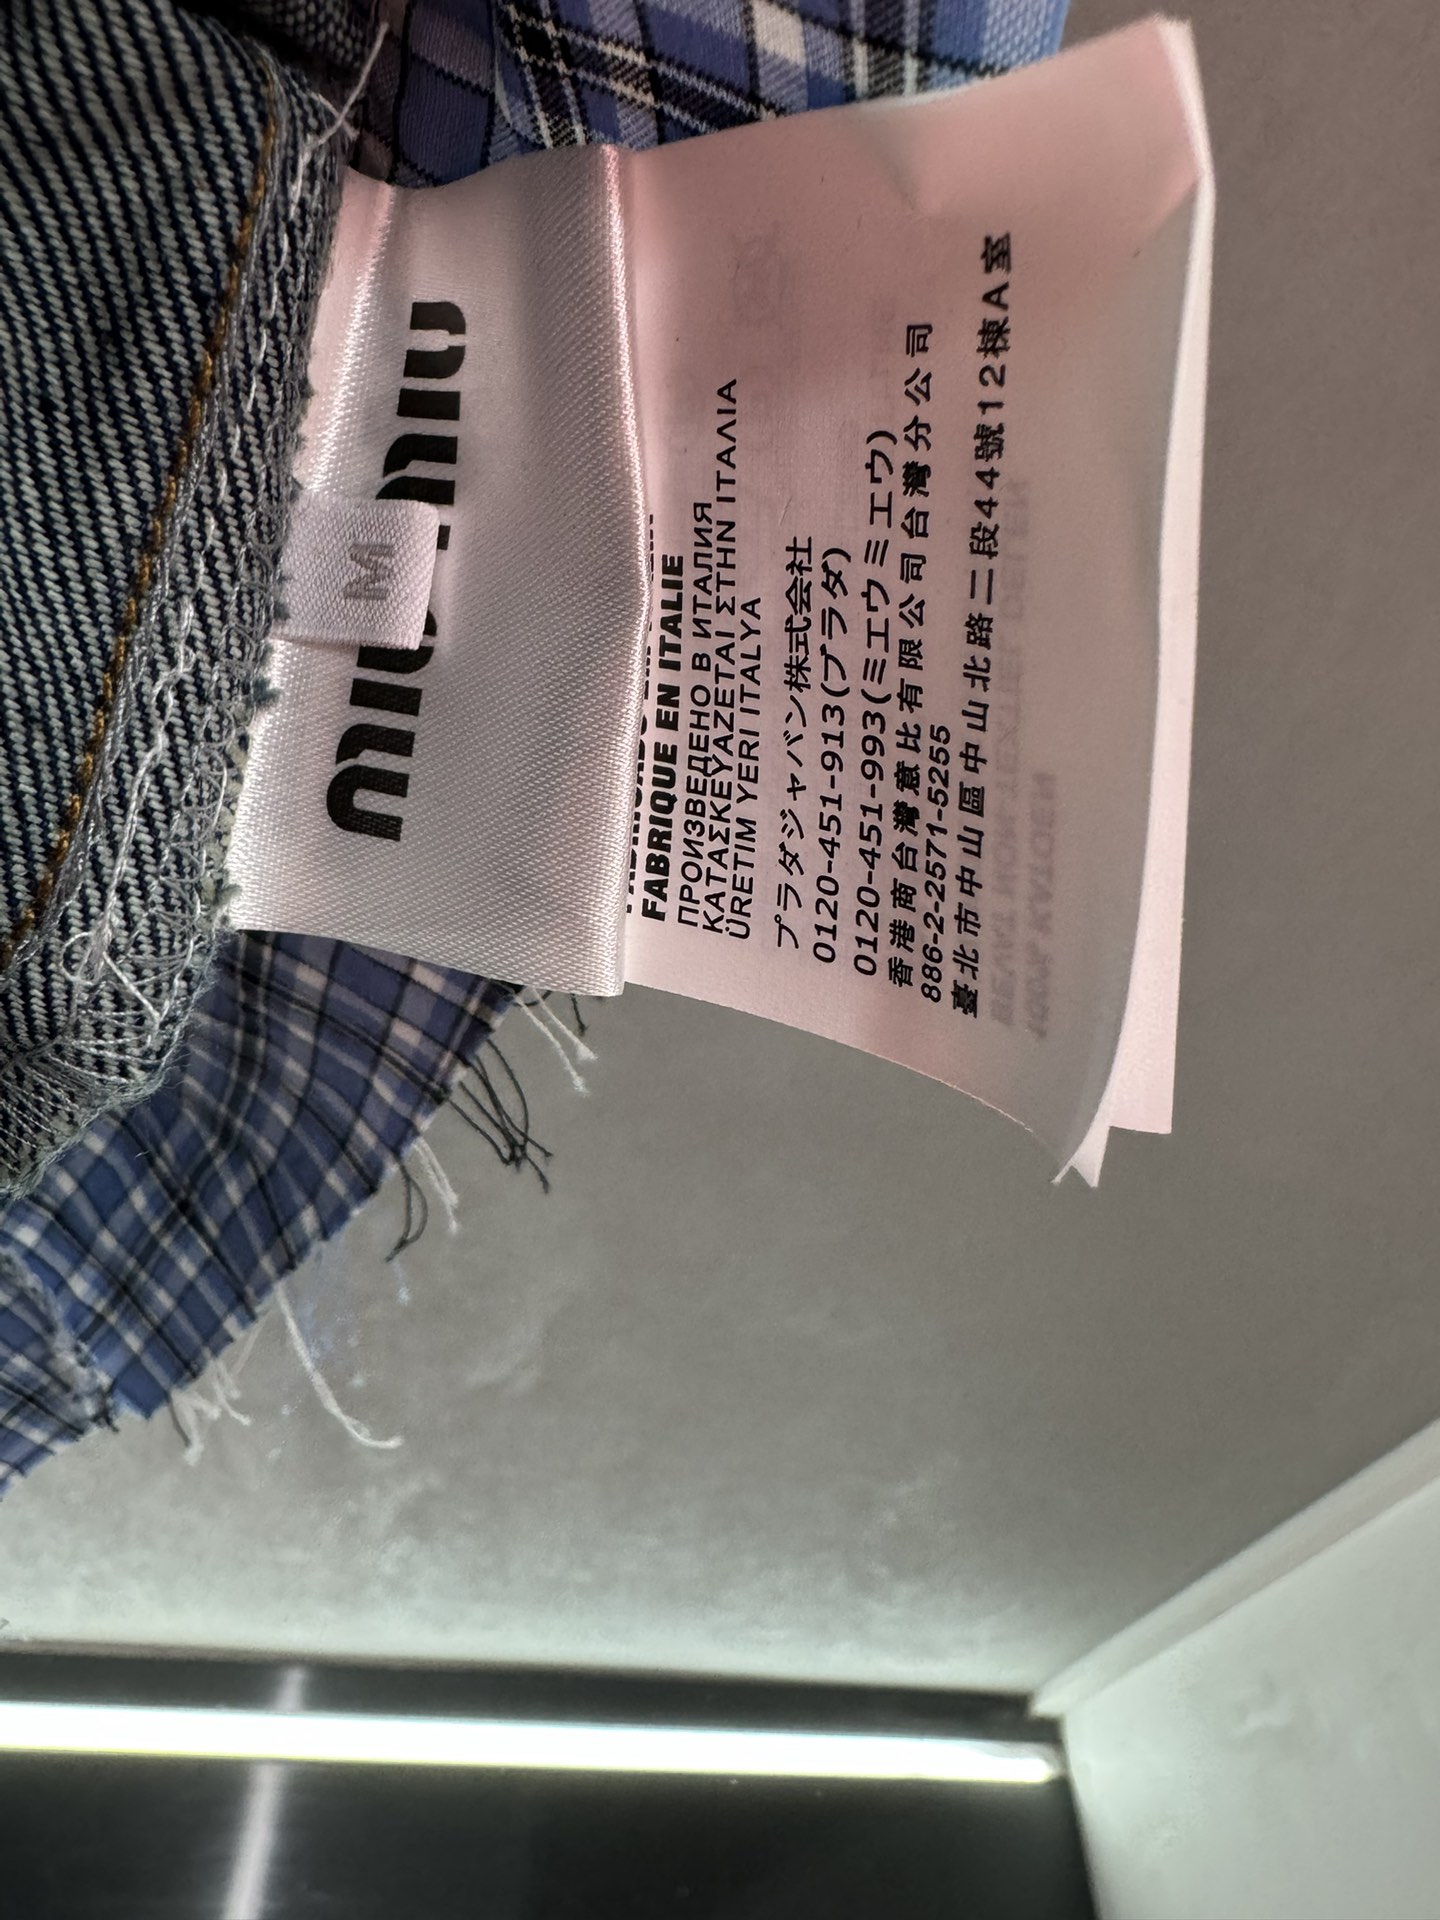 MIU MIU
M
FABRIQUE EN ITALIE
ПРОИЗВЕДЕНО В ИТАЛИЯ
ΚΑΤΑΣΚΕΥΑΖΕΤΑΙ ΣΤΗΝ ΙΤΑΛΙΑ
ÜRETIM YERI ITALYA
プラダジャパン株式会社
0120-451-913(プラダ)
0120-451-993(ミュウミュウ)
香港商台灣意比有限公司台灣分公司
886-2-2571-5255
臺北市中山區中山北路二段44號12棟A室